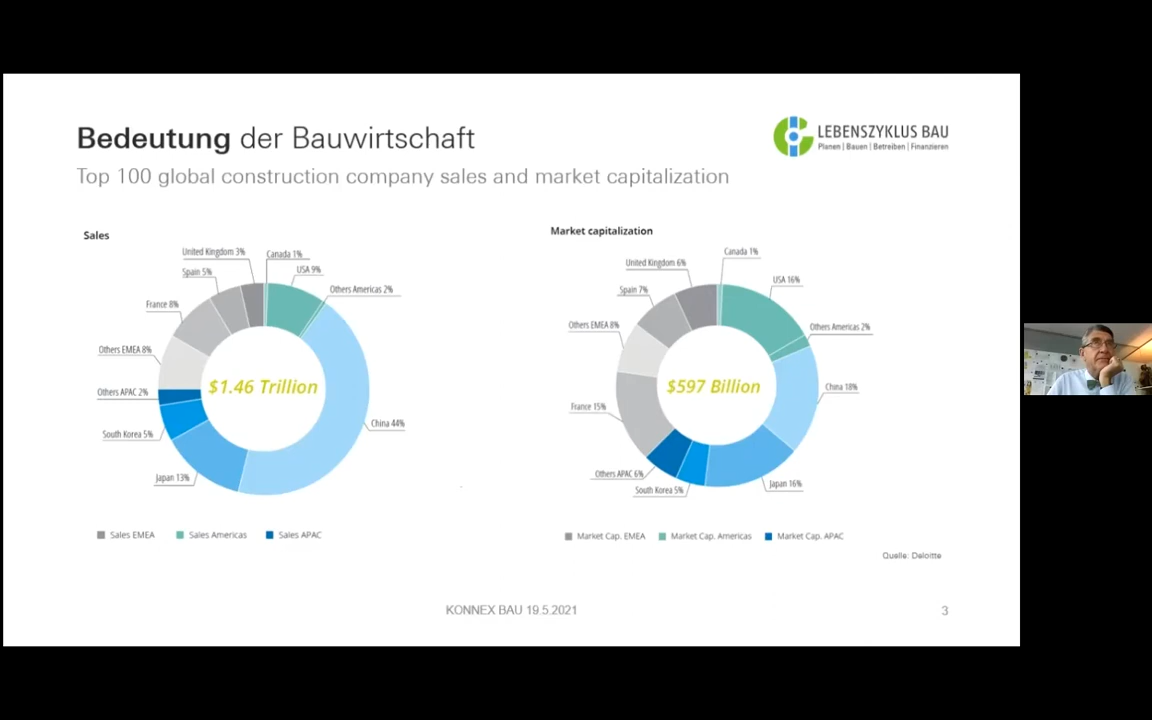 Bedeutung der Bauwirtschaft
Top 100 global construction company sales and market capitalization
LEBENSZYKLUS BAU
Planen | Bauen | Betreiben | Finanzieren
Sales
United Kingdom 3%
Canada 1%
Spain 5%
USA 9%
Others Americas 2%
France 8%
Others EMEA 8%
Others APAC 2%
$1.46 Trillion
China 44%
South Korea 5%
Japan 13%
Sales EMEA
Sales Americas
Sales APAC
Market capitalization
Canada 1%
United Kingdom 6%
USA 16%
Spain 7%
Others EMEA 8%
Others Americas 2%
$597 Billion
China 18%
France 15%
Others APAC 6%
Japan 16%
South Korea 5%
Market Cap. EMEA
Market Cap. Americas
Market Cap. APAC
Quelle: Deloitte
KONNEX BAU 19.5.2021
3